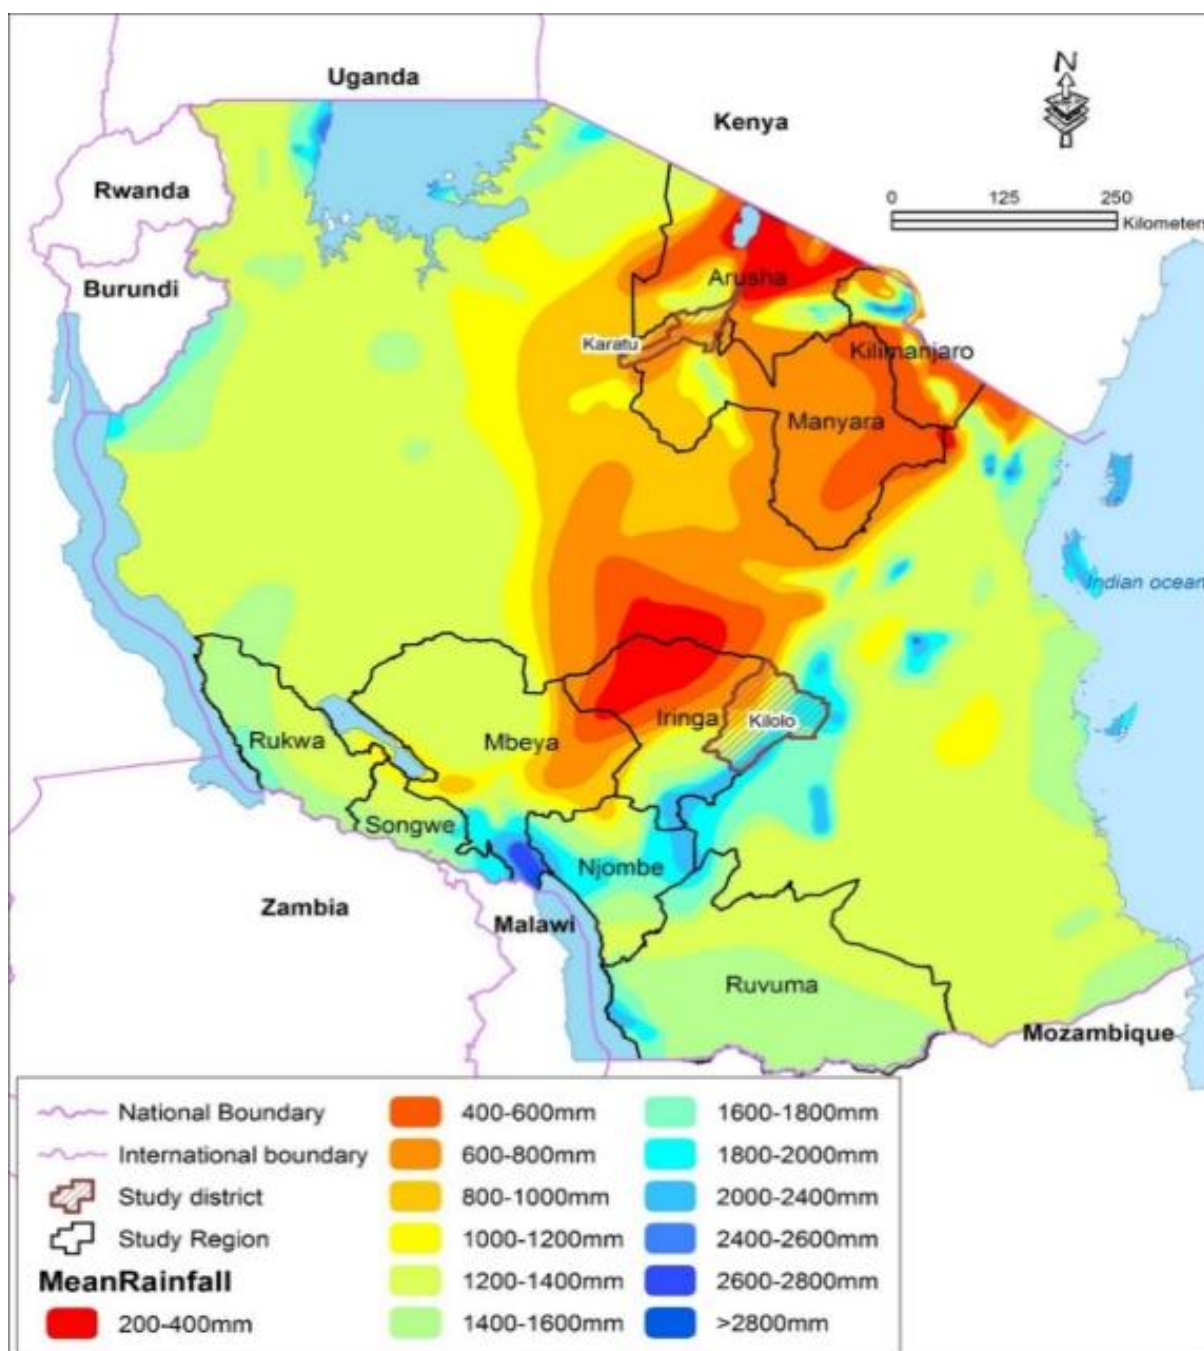 N
Uganda
Kenya
Rwanda
0 125 250
Kilometers
Burundi
Arusha
Karatu
Kilimanjaro
Manyara
Indian ocean
Iringa
Kilolo
Rukwa
Mbeya
Songwe
Njombe
Zambia
Malawi
Ruvuma
Mozambique
National Boundary
International boundary
Study district
Study Region
MeanRainfall
200-400mm
400-600mm
600-800mm
800-1000mm
1000-1200mm
1200-1400mm
1400-1600mm
1600-1800mm
1800-2000mm
2000-2400mm
2400-2600mm
2600-2800mm
>2800mm